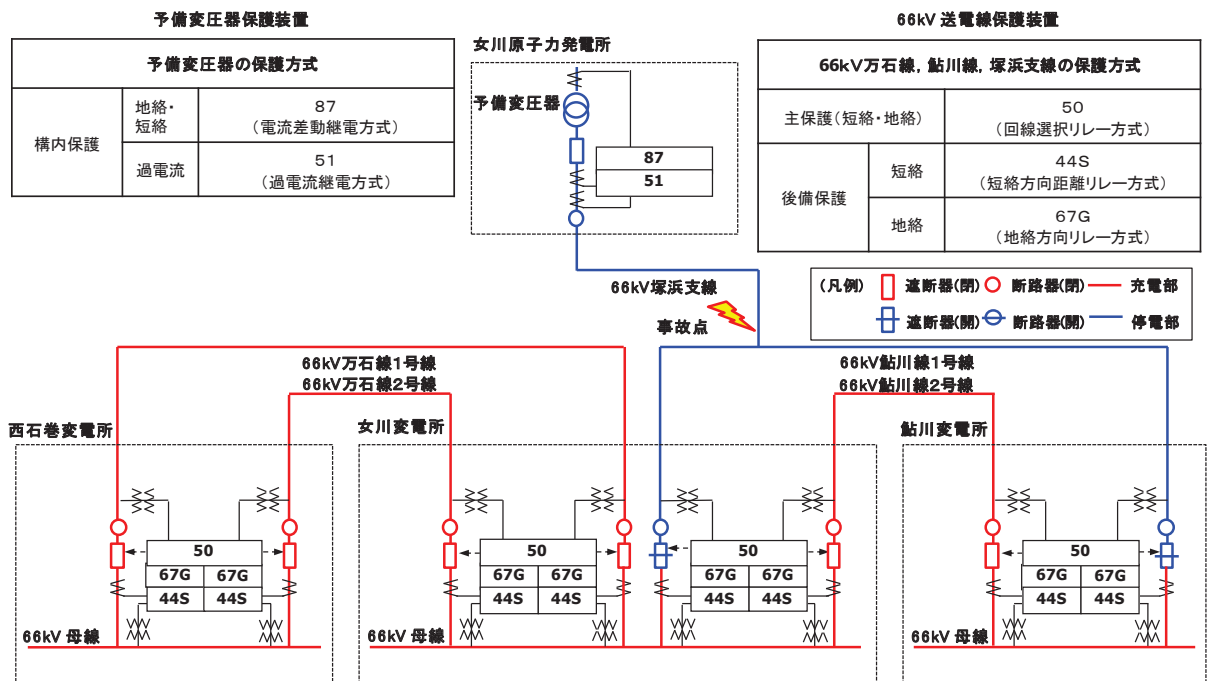 予備変圧器保護装置
予備変圧器の保護方式
構内保護
地絡・
短絡
87
(電流差動継電方式)
過電流
51
(過電流継電方式)
女川原子力発電所
予備変圧器
87
51
66kV 送電線保護装置
66kV万石線，鮎川線，塚浜支線の保護方式
主保護(短絡・地絡)
50
(回線選択リレー方式)
後備保護
短絡
44S
(短絡方向距離リレー方式)
地絡
67G
(地絡方向リレー方式)
(凡例) 遮断器(閉) 断路器(閉) 充電部
遮断器(開) 断路器(開) 停電部
66kV塚浜支線
事故点
66kV万石線1号線
66kV万石線2号線
66kV鮎川線1号線
66kV鮎川線2号線
西石巻変電所
50
67G 67G
44S 44S
66kV 母線
女川変電所
50
67G 67G
44S 44S
50
67G 67G
44S 44S
66kV 母線
鮎川変電所
50
67G 67G
44S 44S
66kV 母線